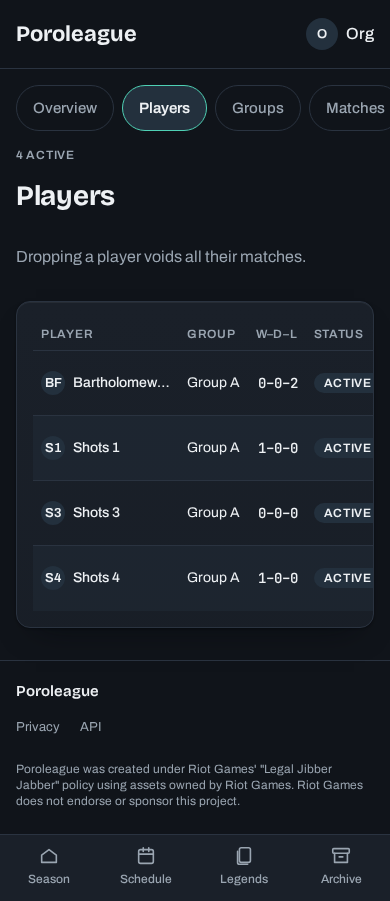 Poroleague
O Org
Overview Players Groups Matches
4 ACTIVE
Players
Dropping a player voids all their matches.
PLAYER GROUP W–D–L STATUS
BF Bartholomew... Group A 0–0–2 ACTIVE
S1 Shots 1 Group A 1–0–0 ACTIVE
S3 Shots 3 Group A 0–0–0 ACTIVE
S4 Shots 4 Group A 1–0–0 ACTIVE
Poroleague
Privacy API
Poroleague was created under Riot Games' "Legal Jibber
Jabber" policy using assets owned by Riot Games. Riot Games
does not endorse or sponsor this project.
Season Schedule Legends Archive